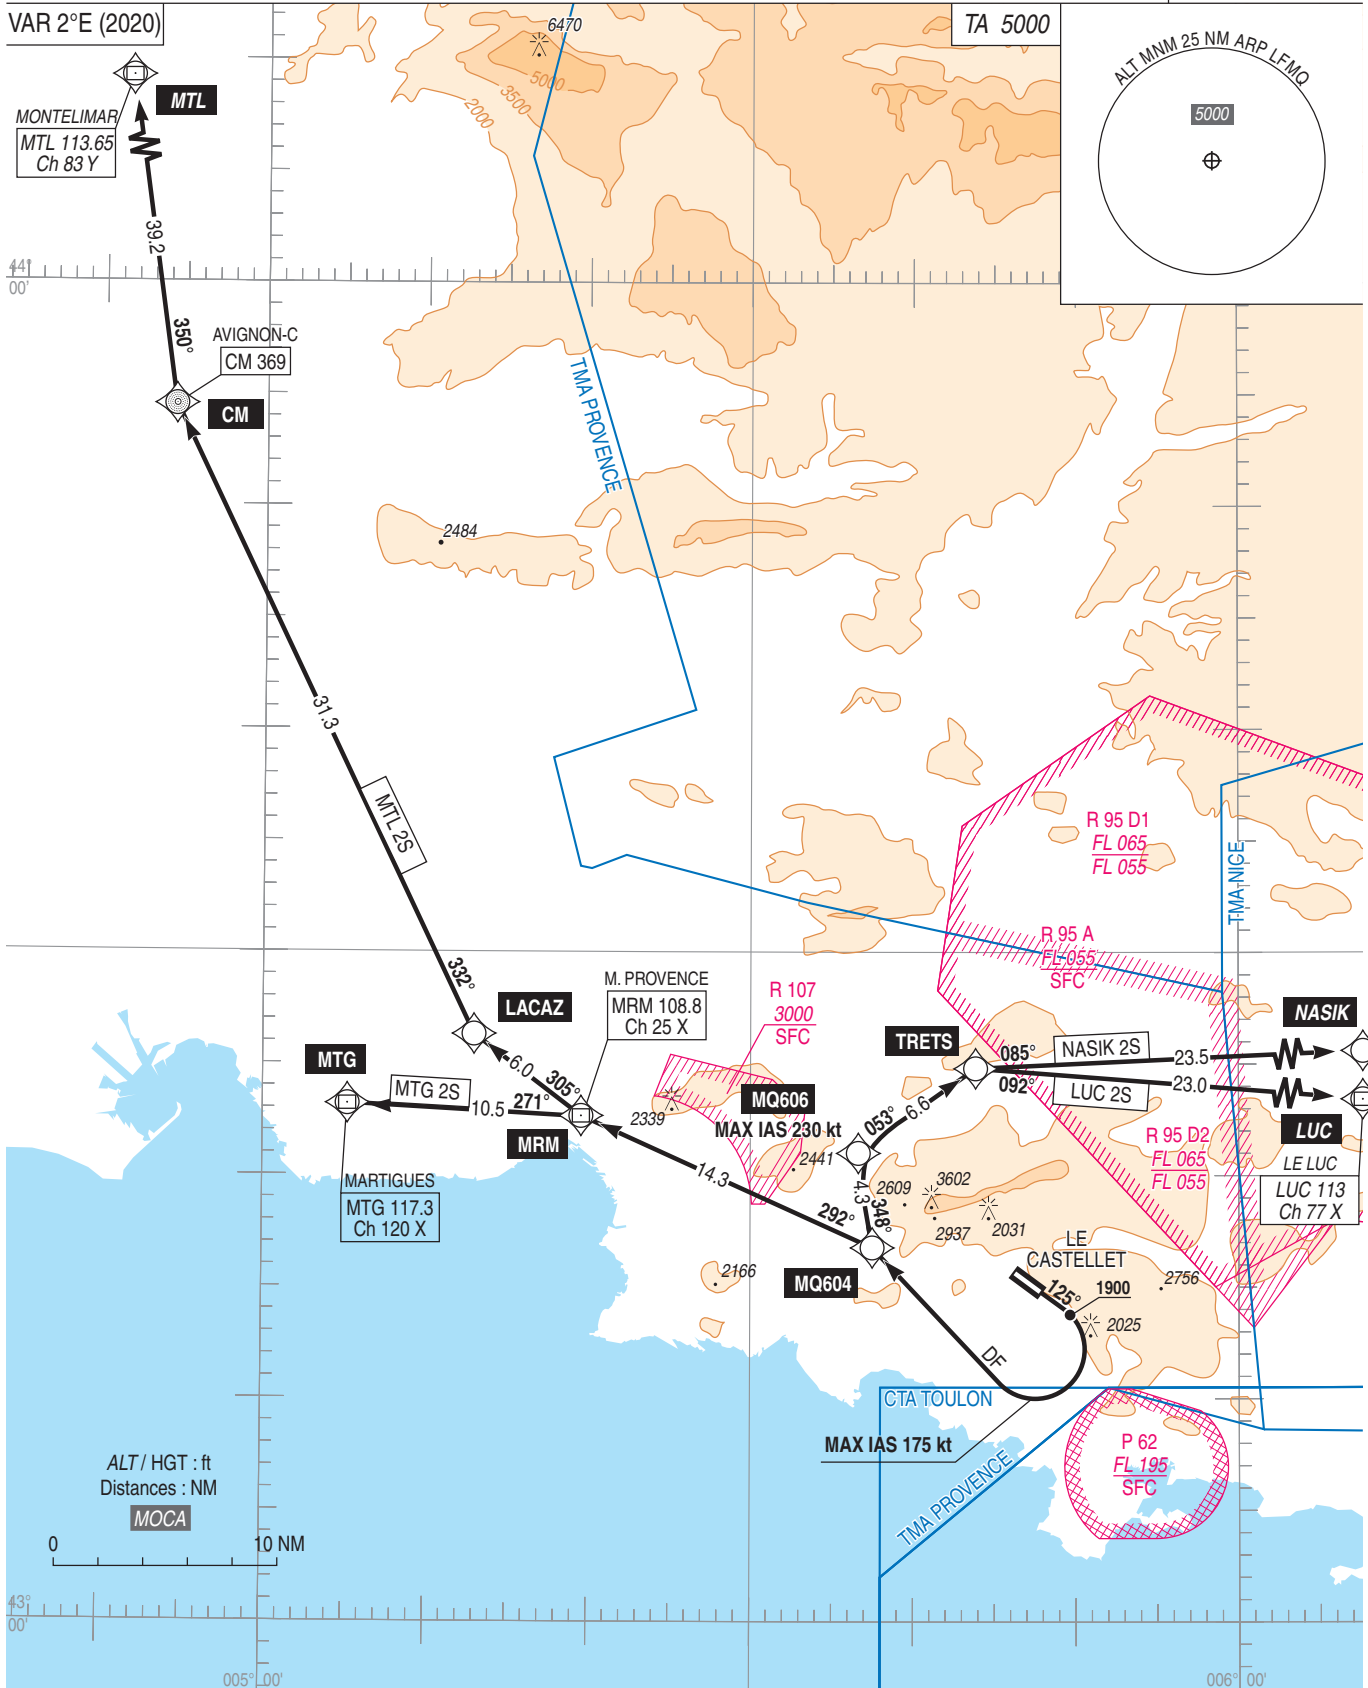 VAR 2°E (2020)
6470
TA 5000
ALT MNM 25 NM ARP LFMQ
5000
5000
3500
2000
MTL
MONTELIMAR
MTL 113.65
Ch 83 Y
39.2
44°
00'
350°
AVIGNON-C
CM 369
CM
TMA PROVENCE
2484
31.3
MTL 2S
R 95 D1
FL 065
FL 055
TMA NICE
R 95 A
FL 055
SFC
332°
LACAZ
M. PROVENCE
MRM 108.8
Ch 25 X
R 107
3000
SFC
NASIK
TRETS
085°
NASIK 2S
23.5
MTG
6.0
305°
MTG 2S
10.5
271°
092°
LUC 2S
23.0
MQ606
MAX IAS 230 kt
053°
6.6
2339
MRM
LUC
R 95 D2
FL 065
FL 055
LE LUC
LUC 113
Ch 77 X
2441
14.3
MARTIGUES
MTG 117.3
Ch 120 X
4.3
348°
2609
3602
2937
2031
292°
LE
CASTELLET
2166
MQ604
125°
1900
2756
2025
DF
CTA TOULON
MAX IAS 175 kt
TMA PROVENCE
P 62
FL 195
SFC
ALT / HGT : ft
Distances : NM
MOCA
0
10 NM
43°
00'
005° 00'
006° 00'